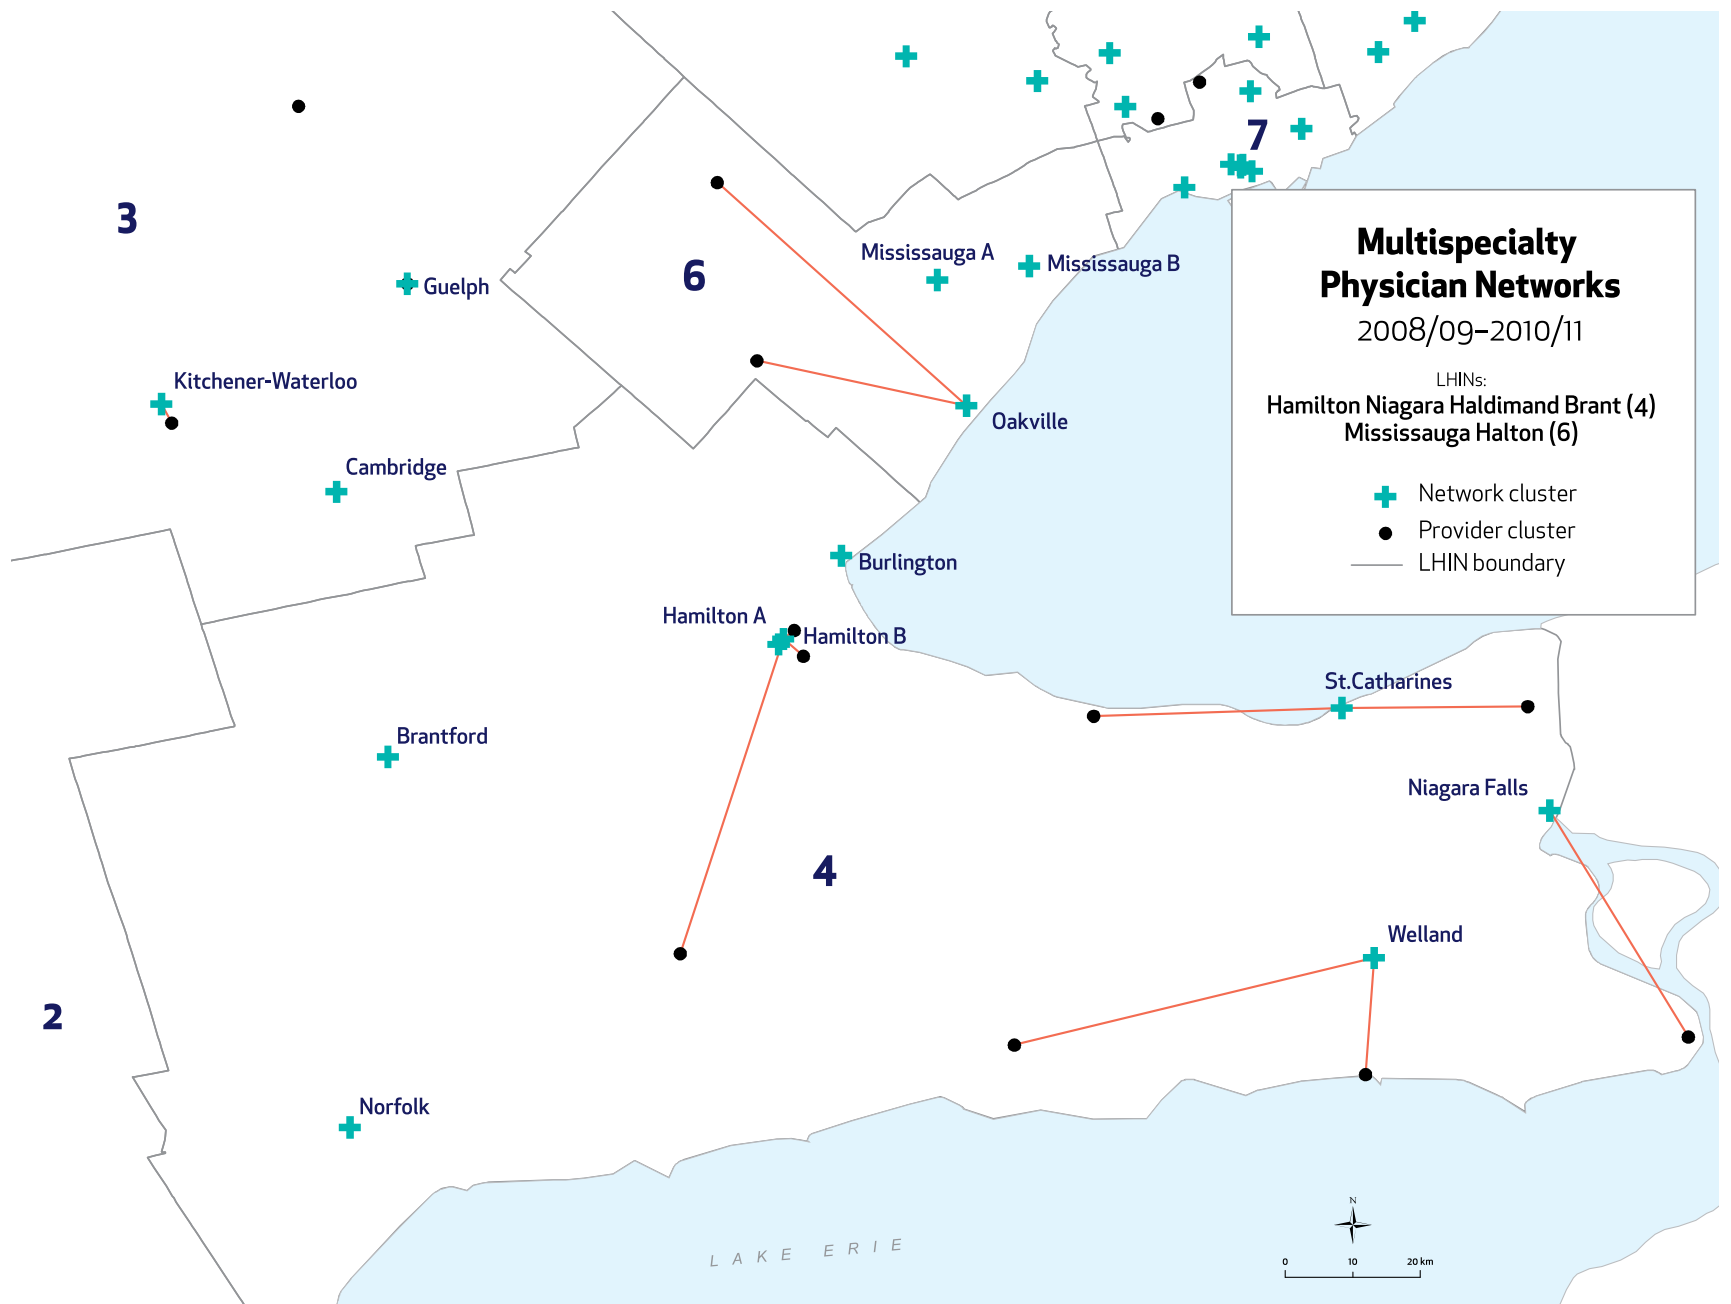 7
3
Mississauga A
Mississauga B
6
Guelph
Kitchener-Waterloo
Oakville
Cambridge
Multispecialty
Physician Networks
2008/09–2010/11
LHINs:
Hamilton Niagara Haldimand Brant (4)
Mississauga Halton (6)
Network cluster
Provider cluster
LHIN boundary
Burlington
Hamilton A
Hamilton B
St.Catharines
Brantford
Niagara Falls
4
Welland
2
Norfolk
LAKE ERIE
N
0 10 20 km